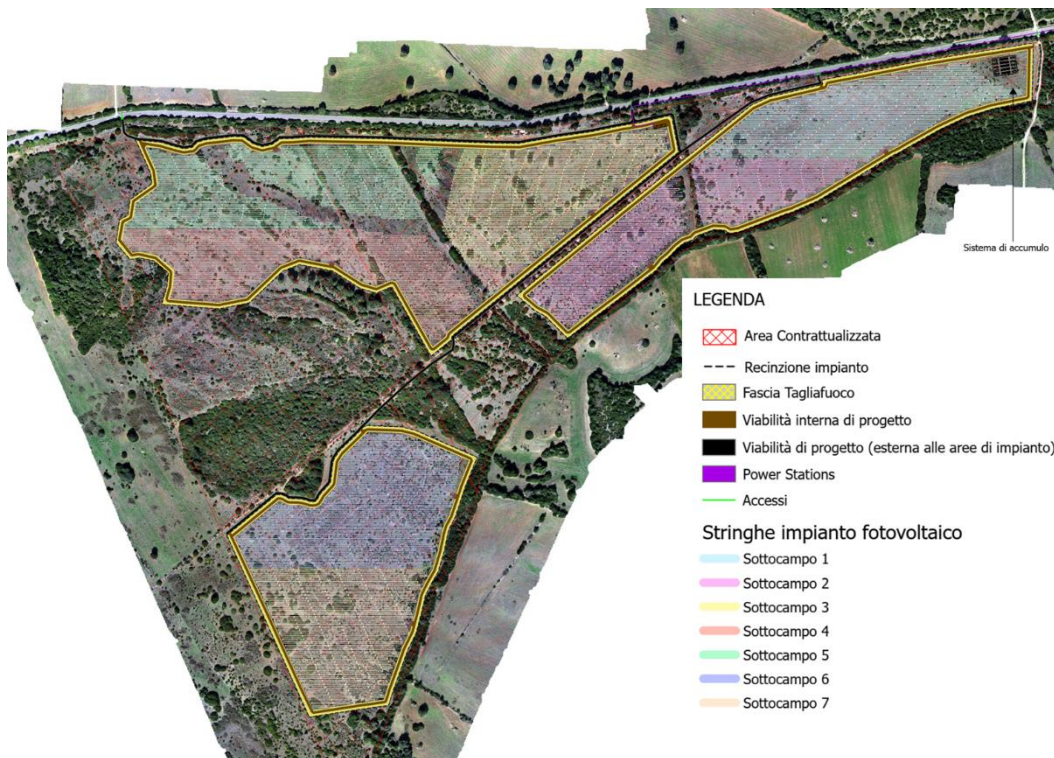 Sistema di accumulo
LEGENDA
Area Contrattualizzata
Recinzione impianto
Fascia Tagliafuoco
Viabilità interna di progetto
Viabilità di progetto (esterna alle aree di impianto)
Power Stations
Accessi
Stringhe impianto fotovoltaico
Sottocampo 1
Sottocampo 2
Sottocampo 3
Sottocampo 4
Sottocampo 5
Sottocampo 6
Sottocampo 7